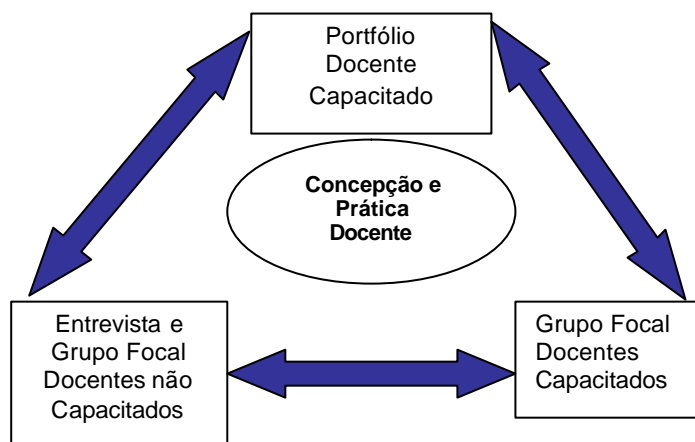 Portfólio
Docente
Capacitado
Concepção e
Prática
Docente
Entrevista e
Grupo Focal
Docentes não
Capacitados
Grupo Focal
Docentes
Capacitados